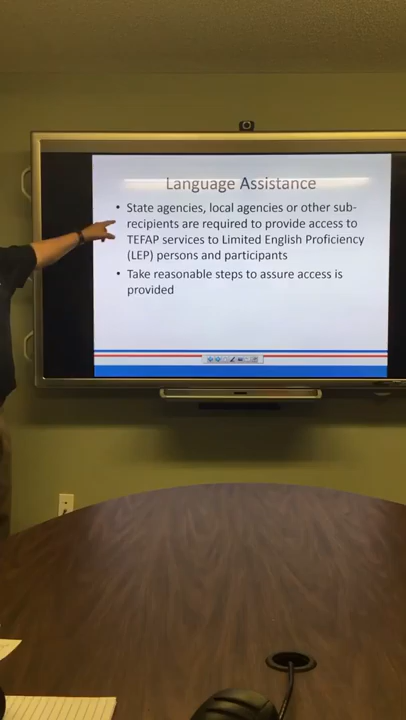 Language Assistance
• State agencies, local agencies or other sub-
recipients are required to provide access to
TEFAP services to Limited English Proficiency
(LEP) persons and participants
• Take reasonable steps to assure access is
provided